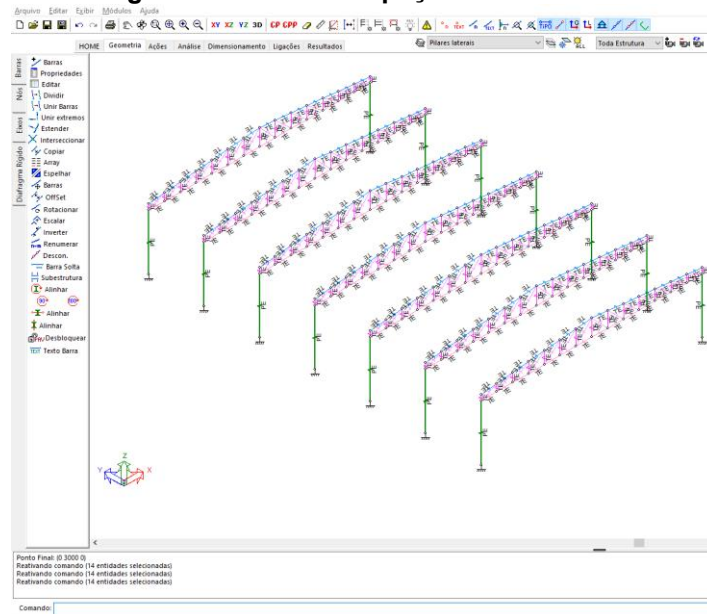 Arquivo Editar Exibir Módulos Ajuda
XY XZ YZ 3D GP GPP
HOME Geometria Ações Análise Dimensionamento Ligações Resultados
Pilares laterais
Toda Estrutura
Barras
Nós
Eixos
Diafragma Rígido
Barras
Propriedades
Editar
Dividir
Unir Barras
Unir extremos
Estender
Interseccionar
Copiar
Array
Espelhar
Barras
OffSet
Rotacionar
Escalar
Inverter
Renumerar
Descon.
Barra Solta
Subestrutura
Alinhar
Alinhar
Alinhar
Desbloquear
Texto Barra
Z
Y
X
Ponto Final: (0 3000 0)
Reativando comando (14 entidades selecionadas)
Reativando comando (14 entidades selecionadas)
Reativando comando (14 entidades selecionadas)
Comando: